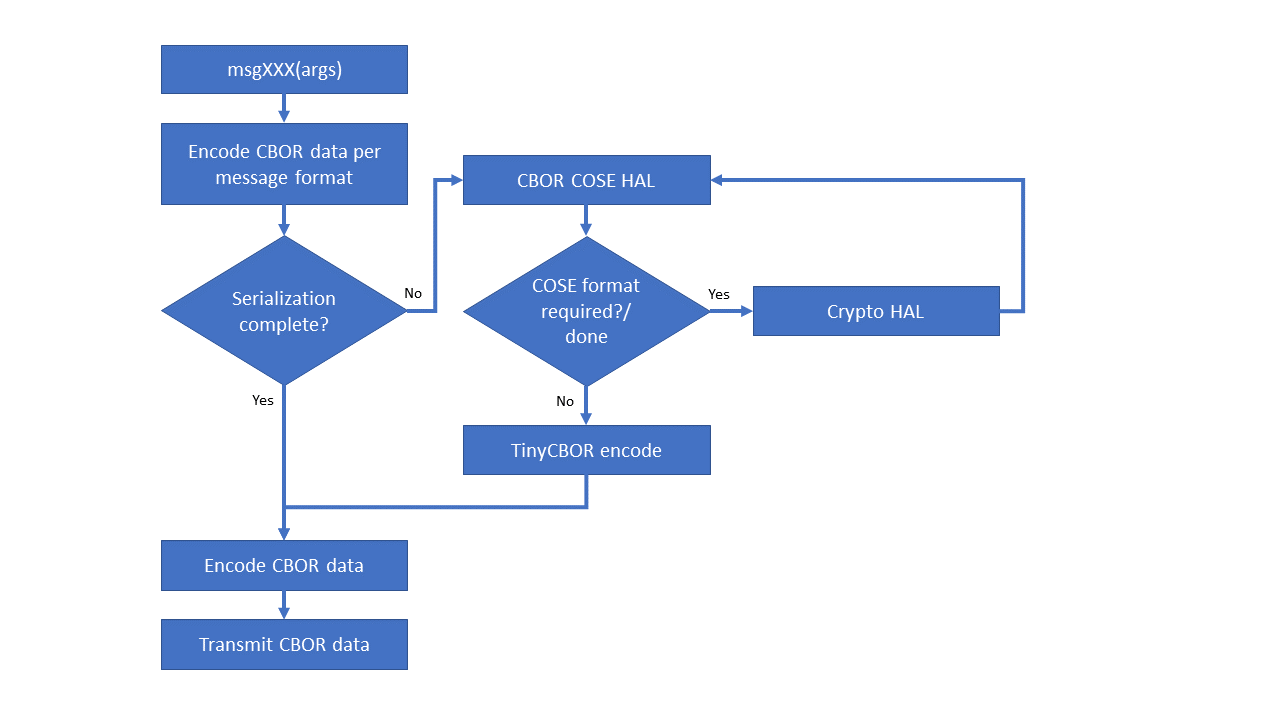 msgXXX(args)
Encode CBOR data per
message format
Serialization
complete?
No
Yes
CBOR COSE HAL
COSE format
required?/
done
Yes
No
Crypto HAL
TinyCBOR encode
Encode CBOR data
Transmit CBOR data